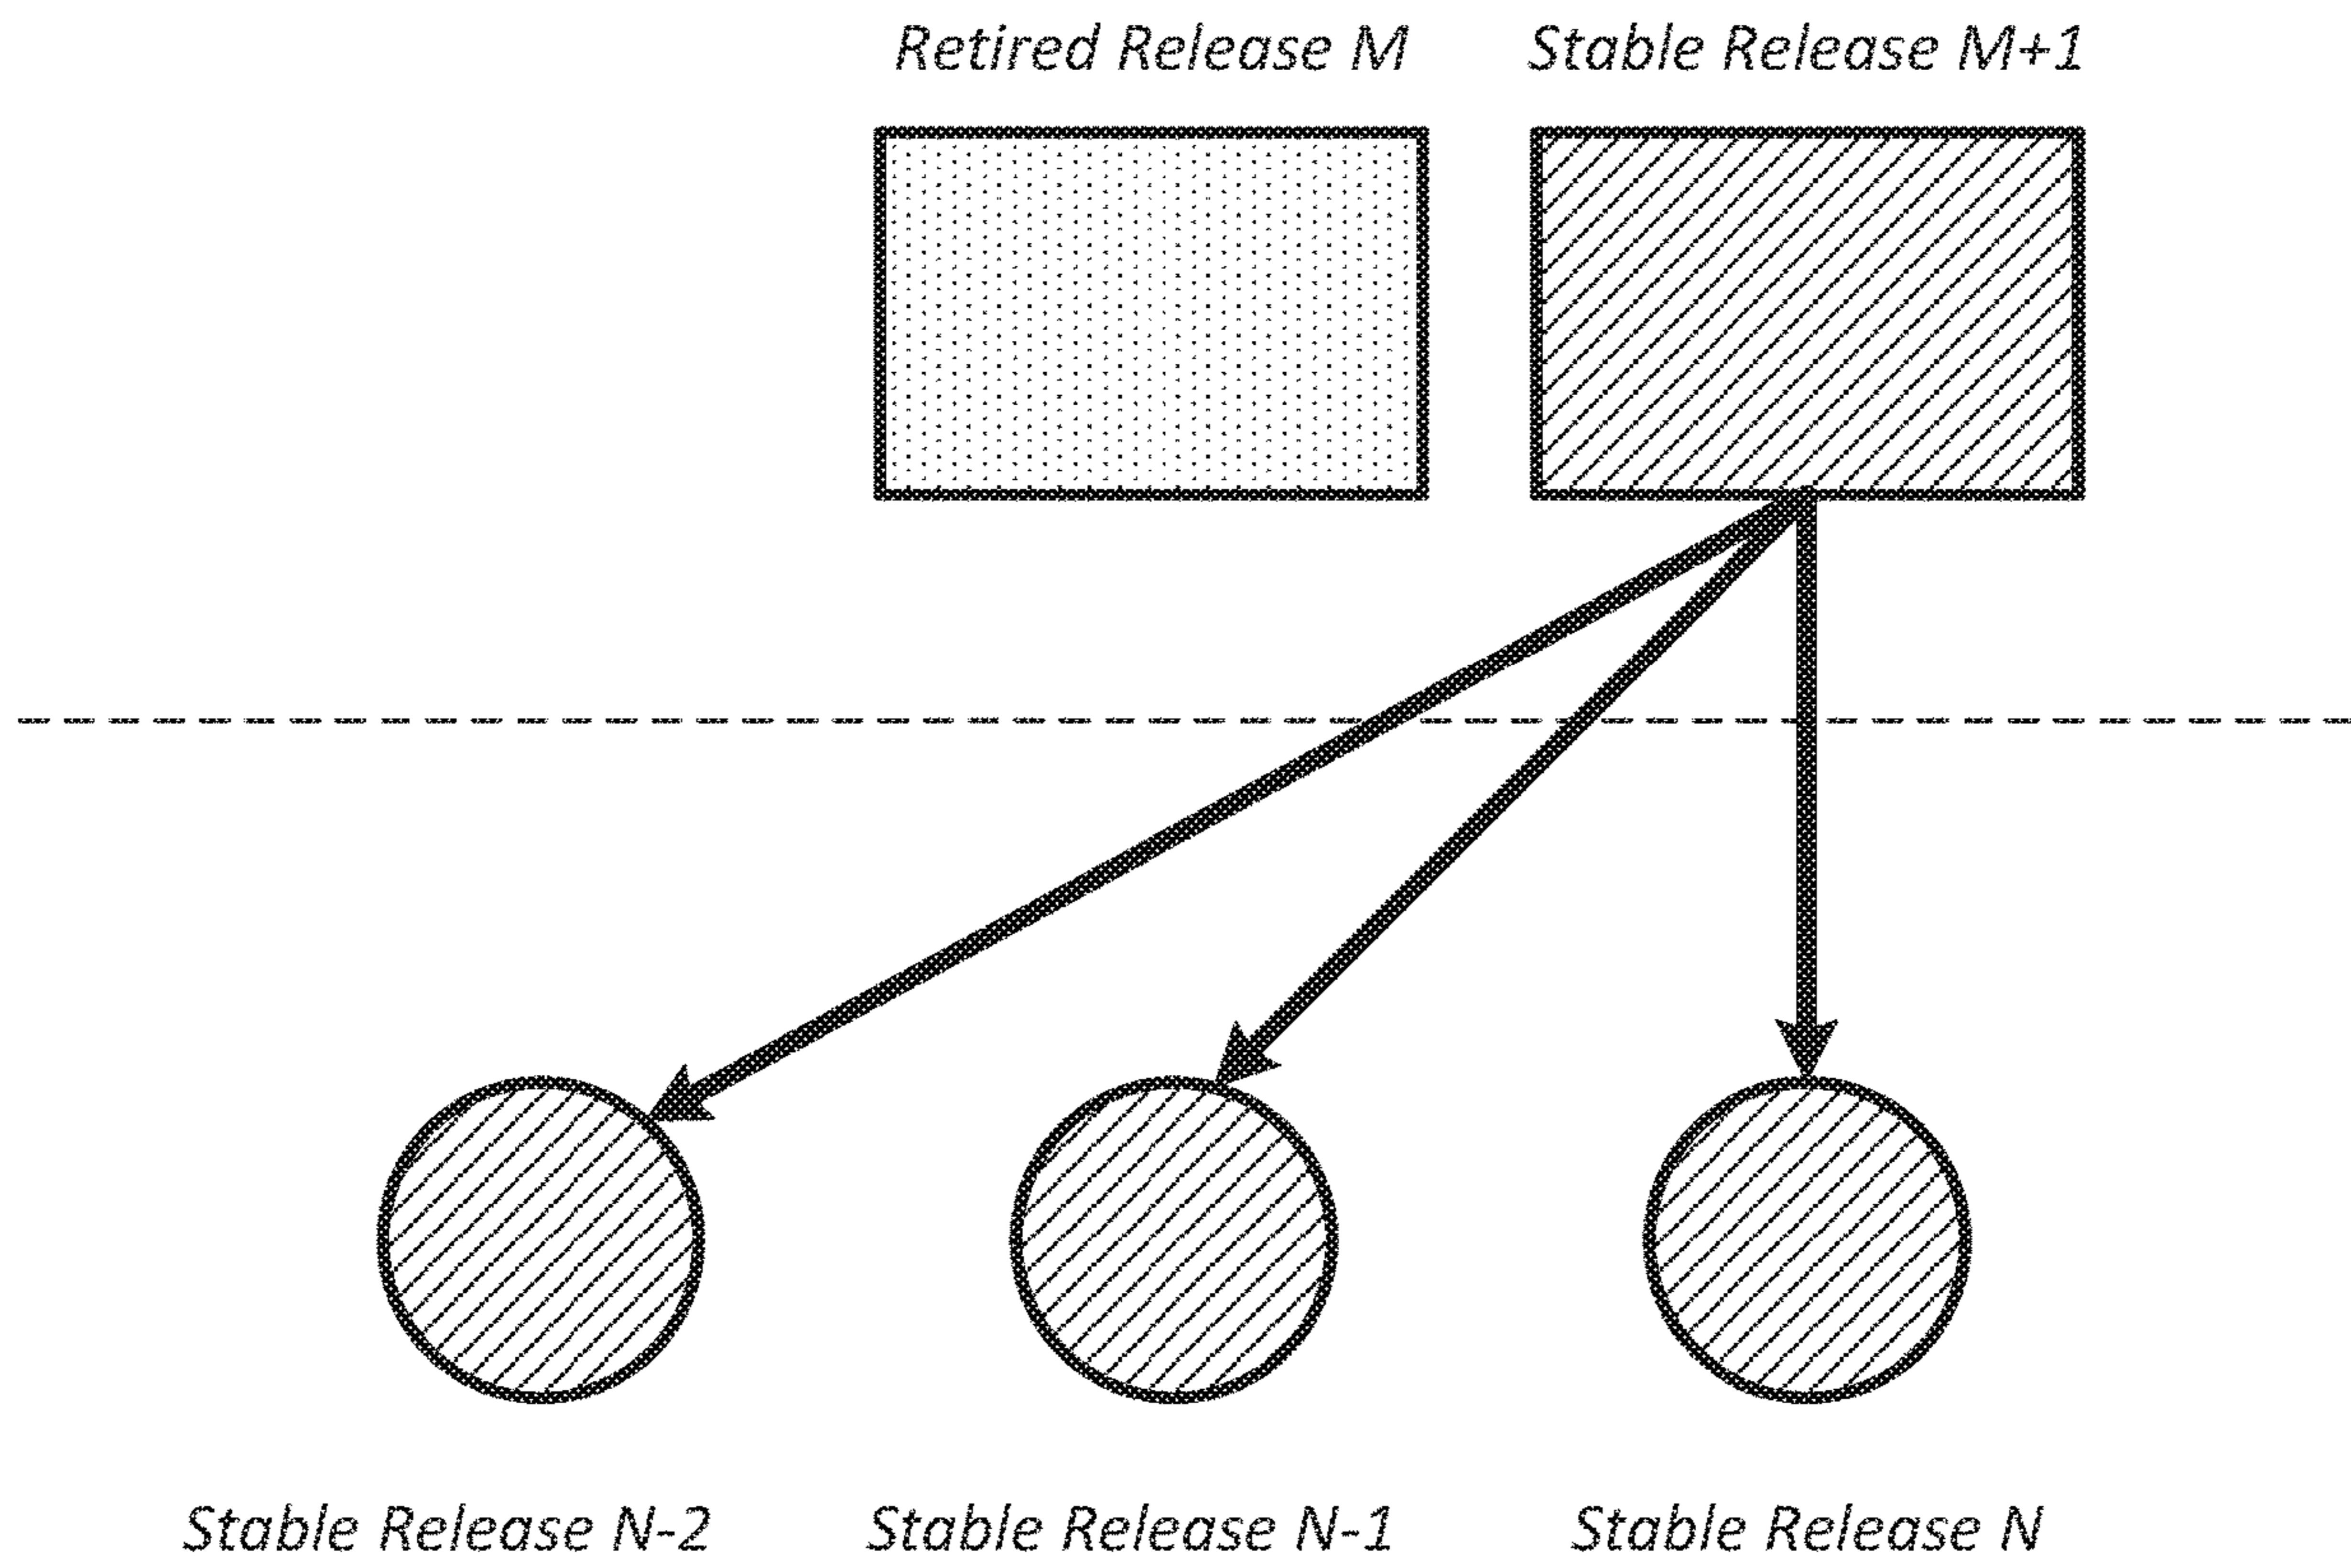 Retired Release M
Stable Release M+1
Stable Release N-2
Stable Release N-1
Stable Release N